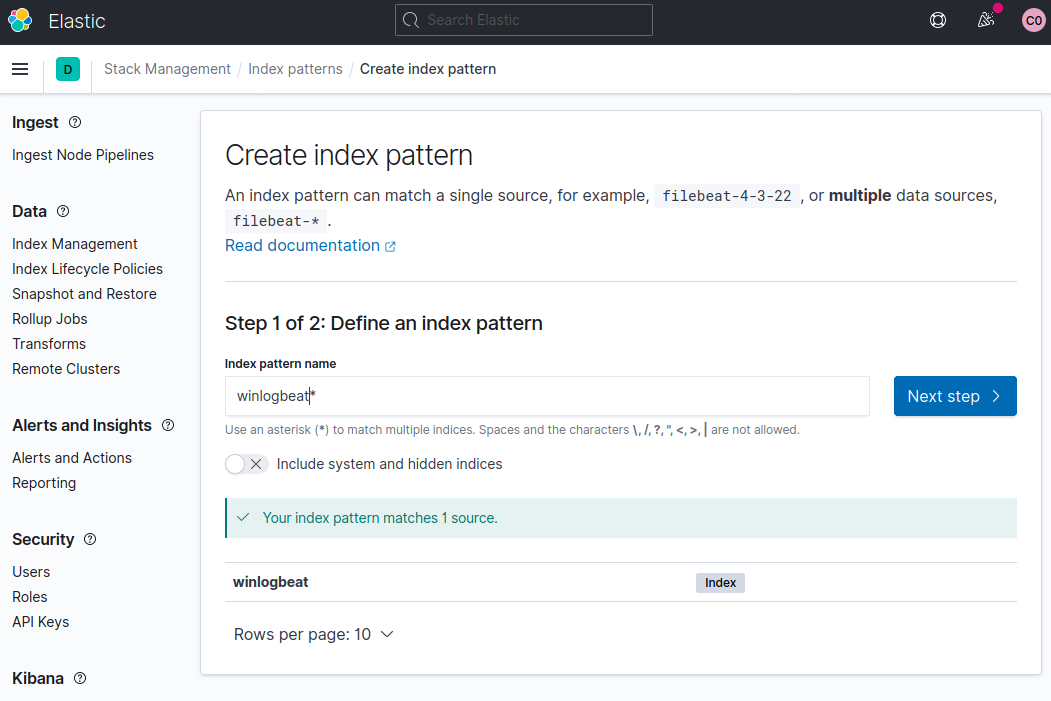 Elastic
Search Elastic
C0
D
Stack Management / Index patterns / Create index pattern
Ingest
Ingest Node Pipelines
Data
Index Management
Index Lifecycle Policies
Snapshot and Restore
Rollup Jobs
Transforms
Remote Clusters
Alerts and Insights
Alerts and Actions
Reporting
Security
Users
Roles
API Keys
Kibana
Create index pattern
An index pattern can match a single source, for example, filebeat-4-3-22 , or multiple data sources,
filebeat-* .
Read documentation
Step 1 of 2: Define an index pattern
Index pattern name
winlogbeat*
Next step
Use an asterisk (*) to match multiple indices. Spaces and the characters \, /, ?, ", <, >, | are not allowed.
Include system and hidden indices
Your index pattern matches 1 source.
winlogbeat Index
Rows per page: 10